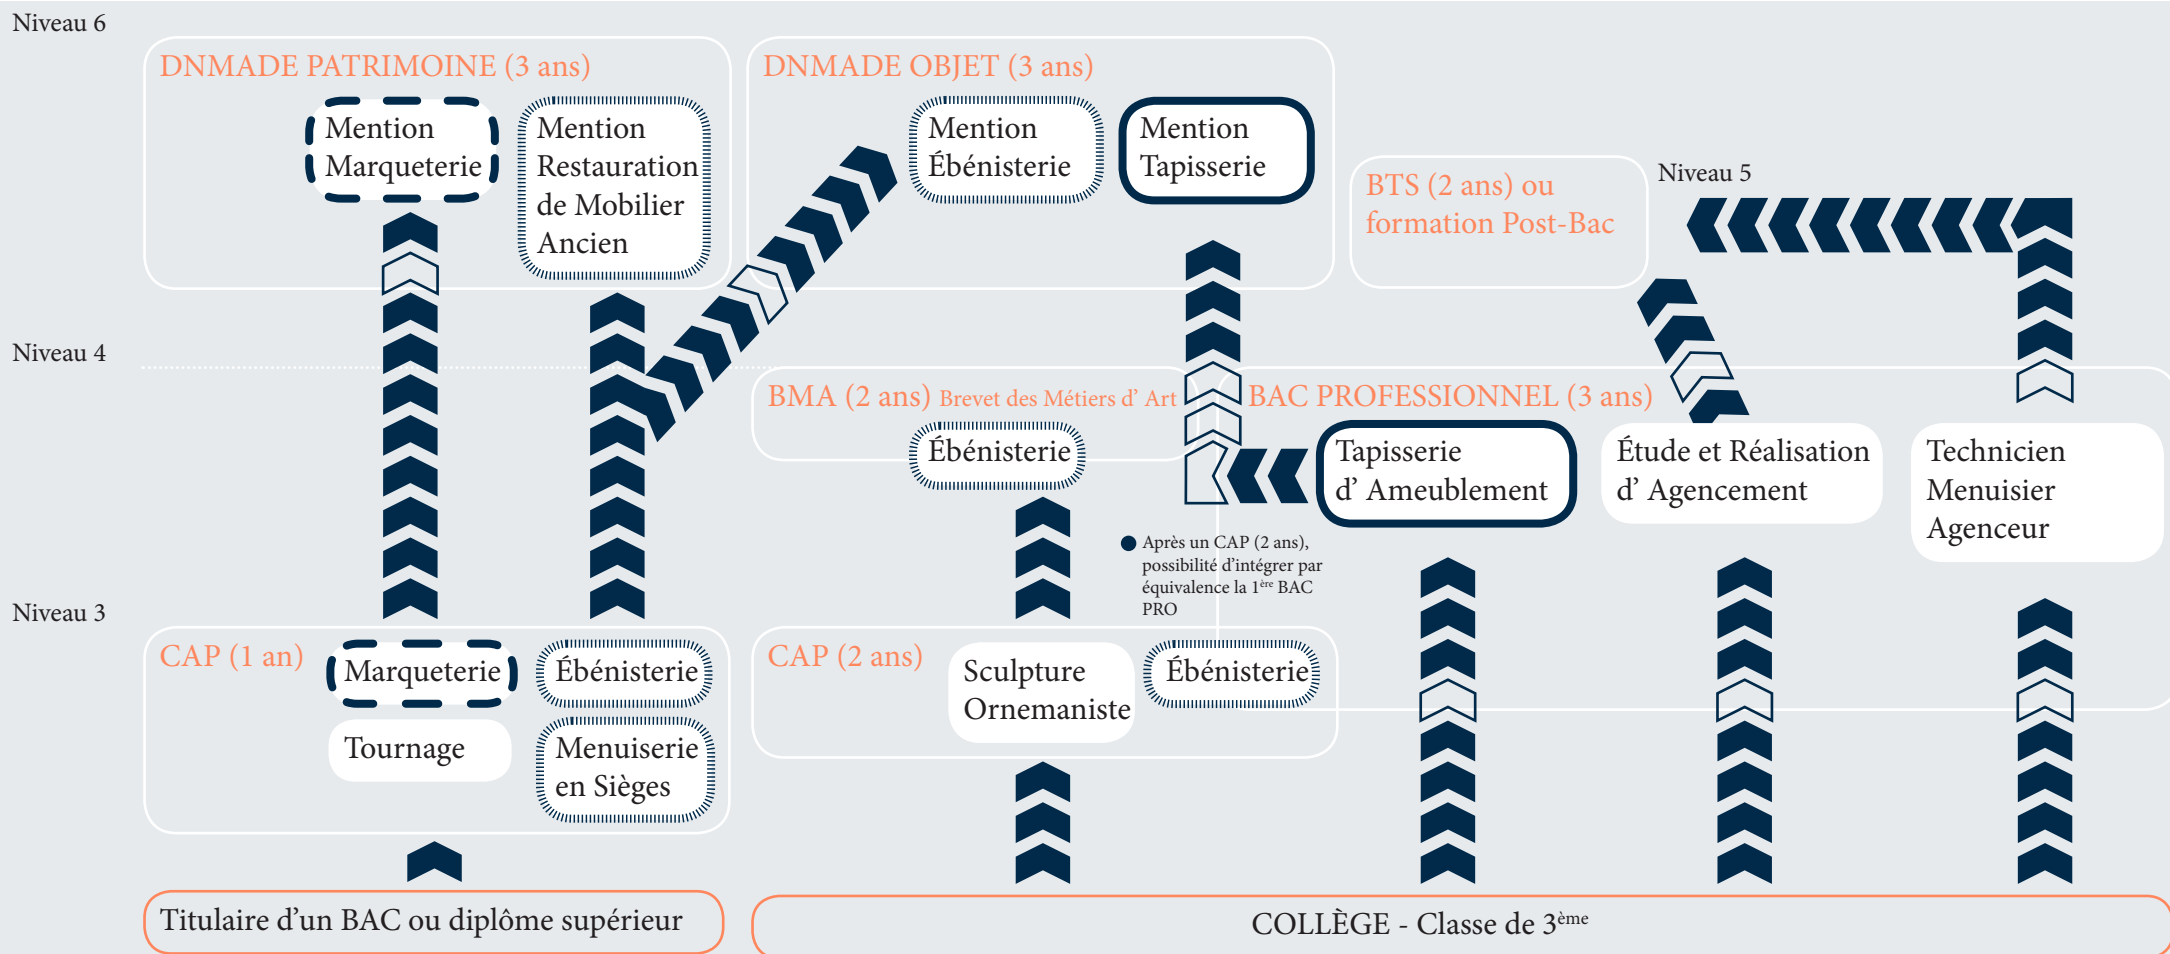 Niveau 6
DNMADE PATRIMOINE (3 ans)
Mention
Marqueterie
Mention
Restauration
de Mobilier
Ancien
DNMADE OBJET (3 ans)
Mention
Ébénisterie
Mention
Tapisserie
BTS (2 ans) ou
formation Post-Bac
Niveau 5
Niveau 4
BMA (2 ans) Brevet des Métiers d' Art
Ébénisterie
BAC PROFESSIONNEL (3 ans)
Tapisserie
d' Ameublement
Étude et Réalisation
d' Agencement
Technicien
Menuisier
Agenceur
Après un CAP (2 ans),
possibilité d'intégrer par
équivalence la 1ère BAC
PRO
Niveau 3
CAP (1 an)
Marqueterie
Ébénisterie
Tournage
Menuiserie
en Sièges
CAP (2 ans)
Sculpture
Ornemaniste
Ébénisterie
Titulaire d'un BAC ou diplôme supérieur
COLLÈGE - Classe de 3ème